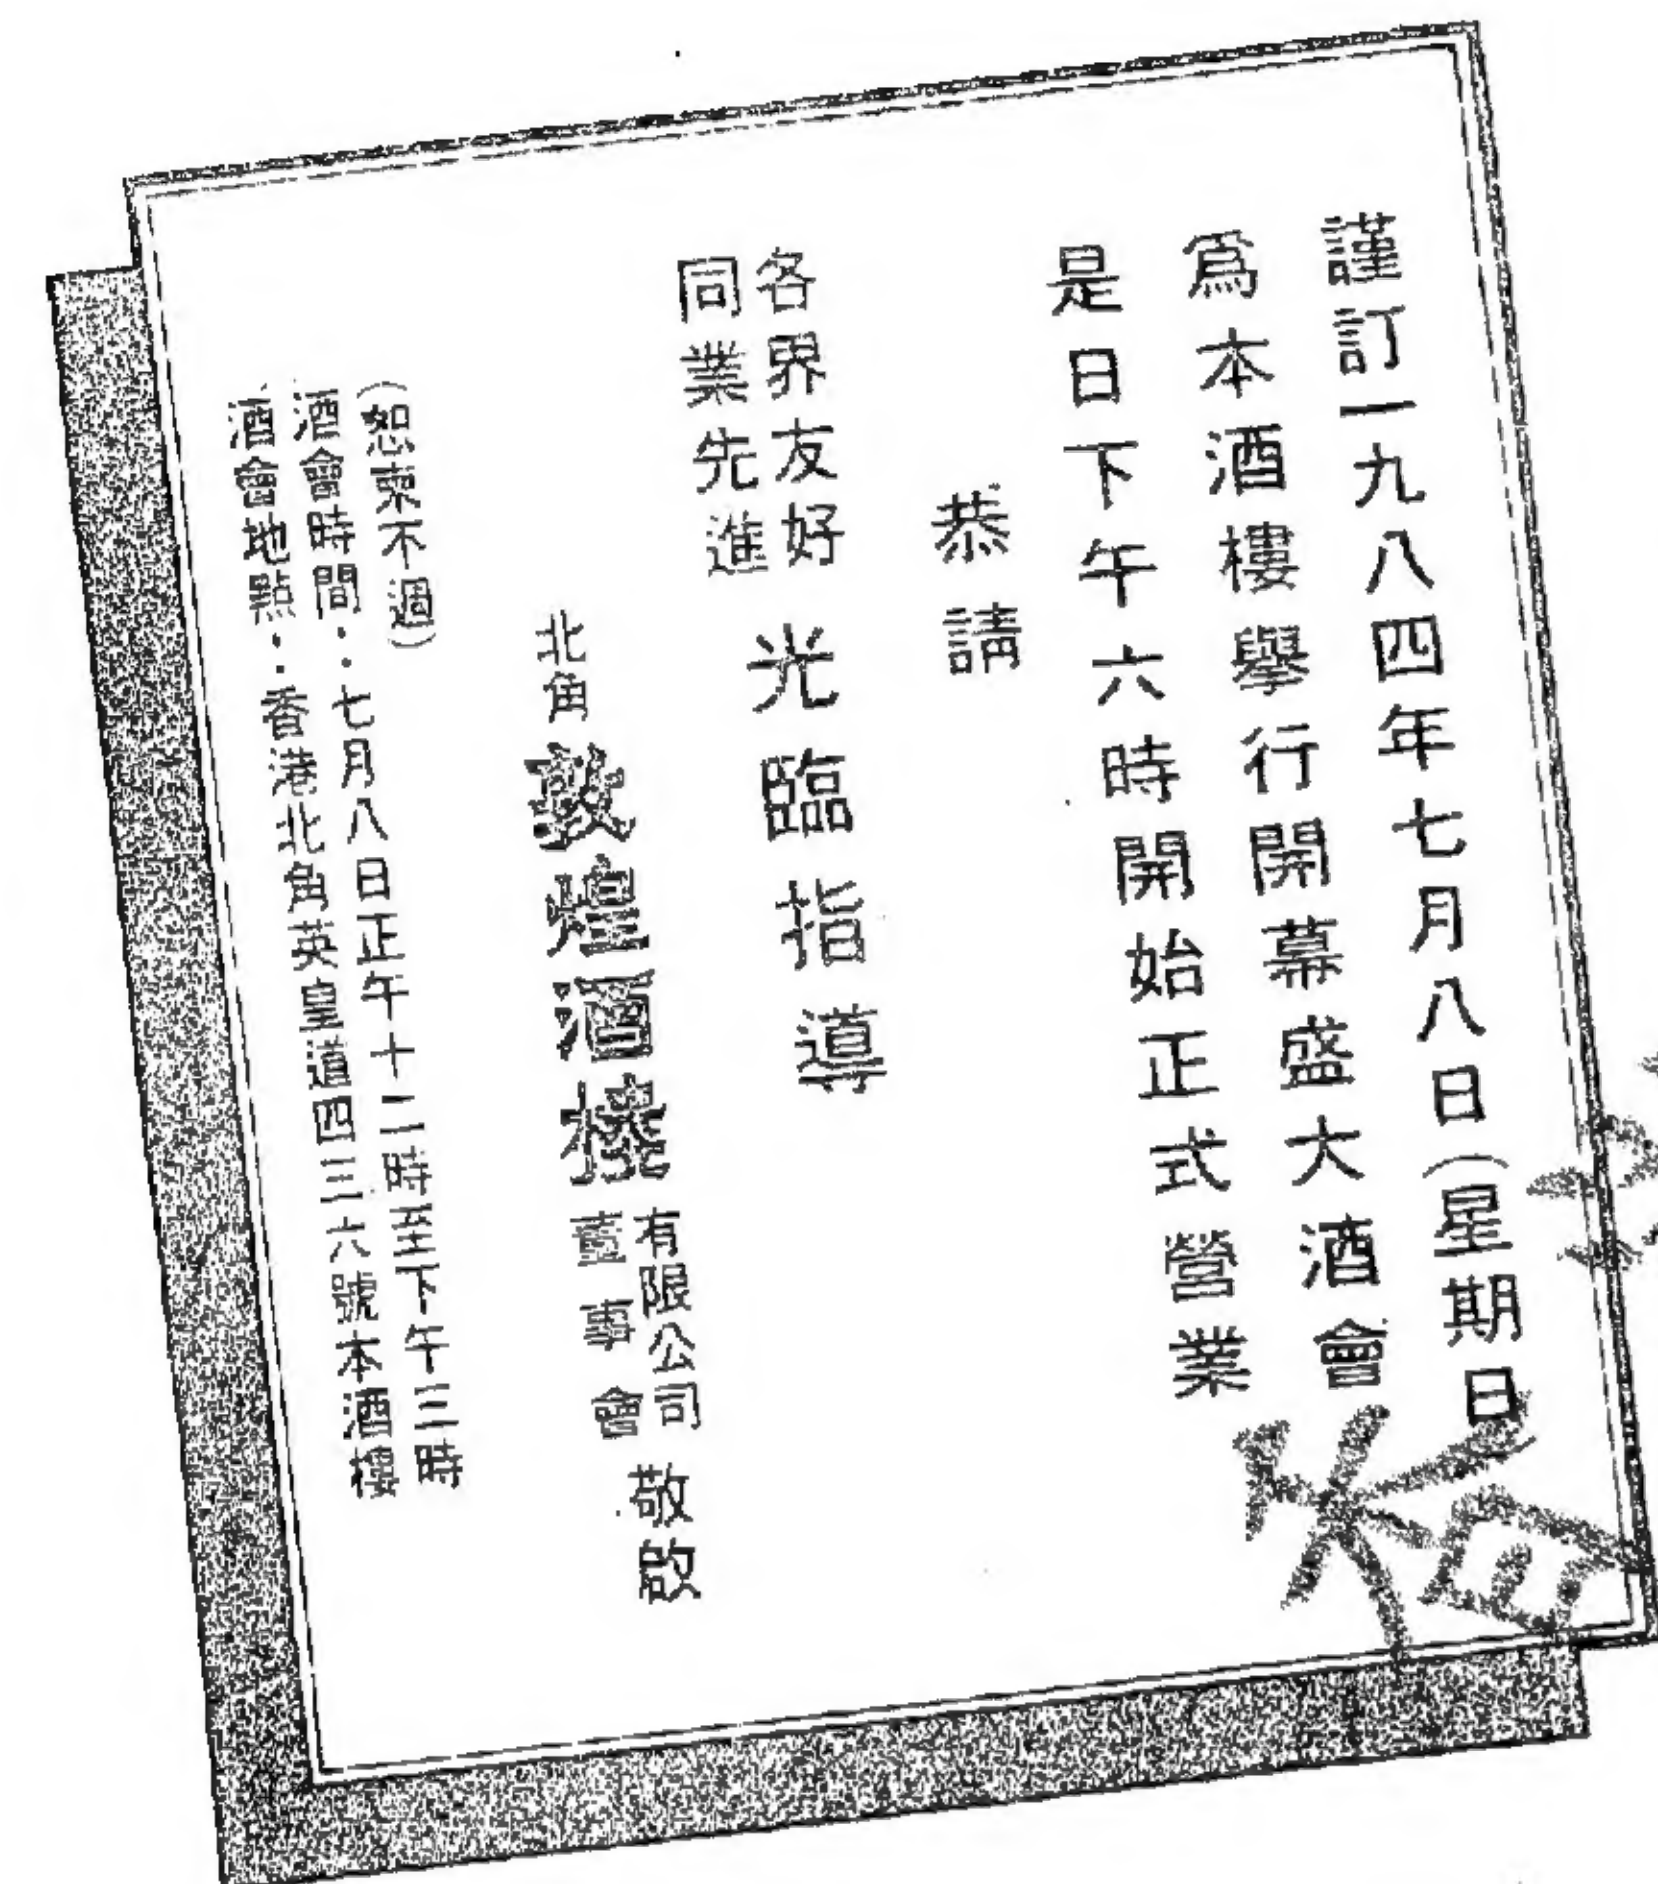 謹訂一九八四年七月八日(星期日)
為本酒樓舉行開幕盛大酒會
是日下午六時開始正式營業
恭請
各界友好
同業先進
光臨指導
北角敦煌酒樓有限公司
董事會
敬啟
(恕柬不週)
酒會時間:七月八日正午十二時至下午三時
酒會地點:香港北角英皇道四三六號本酒樓